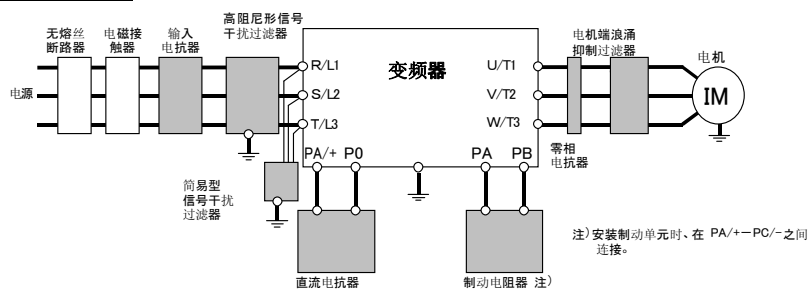 高阻尼形信号
干扰过滤器
无熔丝
断路器
电磁接
触器
输入
电抗器
电机端浪涌
抑制过滤器
电机
变频器
R/L1
U/T1
电源
S/L2
V/T2
IM
T/L3
W/T3
PA/+ P0
PA PB
零相
电抗器
简易型
信号干扰
过滤器
注)安装制动单元时、在 PA/+－PC/-之间
连接。
直流电抗器
制动电阻器 注)